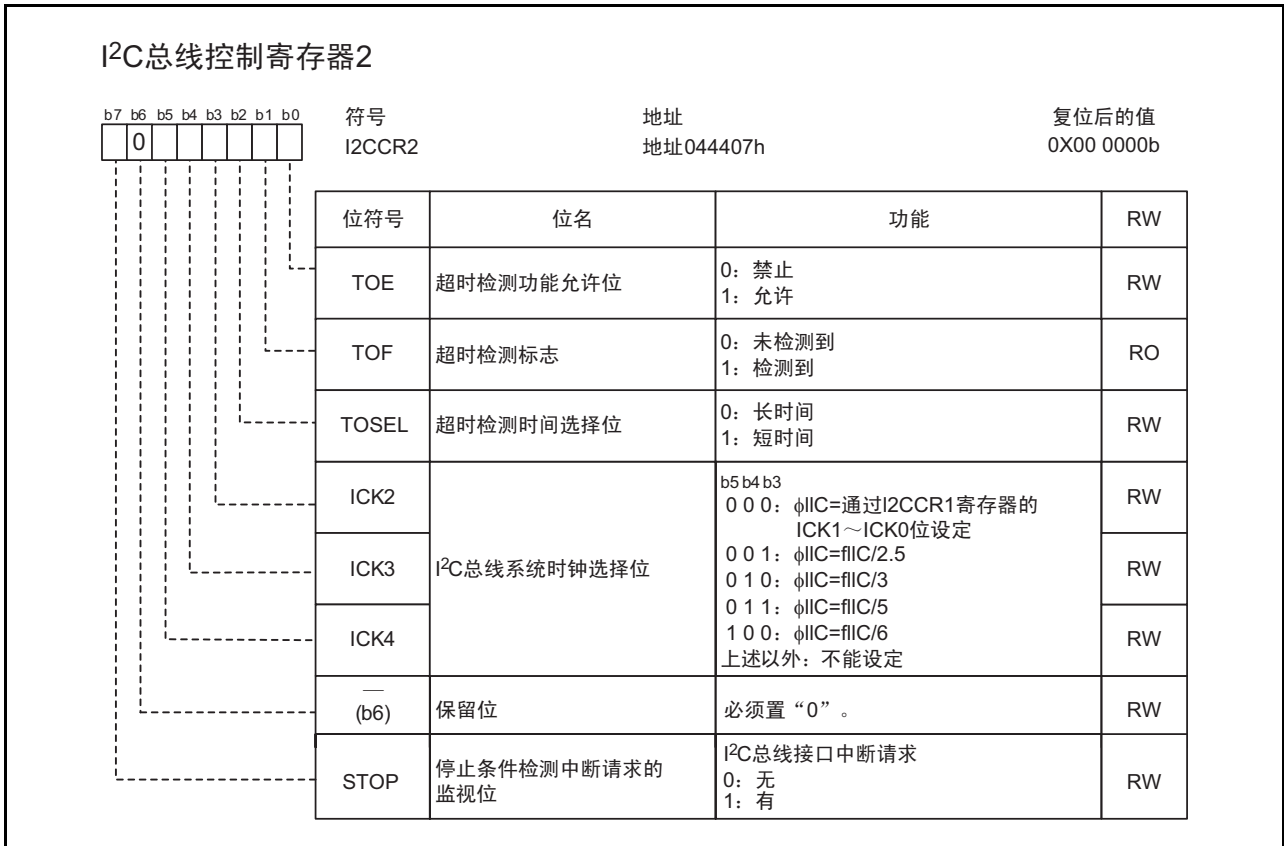 I²C总线控制寄存器2
b7 b6 b5 b4 b3 b2 b1 b0
0
符号 地址 复位后的值
I2CCR2 地址044407h 0X00 0000b
位符号 位名 功能 RW
TOE 超时检测功能允许位 0：禁止
1：允许 RW
TOF 超时检测标志 0：未检测到
1：检测到 RO
TOSEL 超时检测时间选择位 0：长时间
1：短时间 RW
ICK2 RW
ICK3 I²C总线系统时钟选择位 RW
ICK4 RW
b5 b4 b3
0 0 0：ϕIIC=通过I2CCR1寄存器的
ICK1～ICK0位设定
0 0 1：ϕIIC=fIIC/2.5
0 1 0：ϕIIC=fIIC/3
0 1 1：ϕIIC=fIIC/5
1 0 0：ϕIIC=fIIC/6
上述以外：不能设定
—
(b6) 保留位 必须置“0”。 RW
STOP 停止条件检测中断请求的
监视位 I²C总线接口中断请求
0：无
1：有 RW